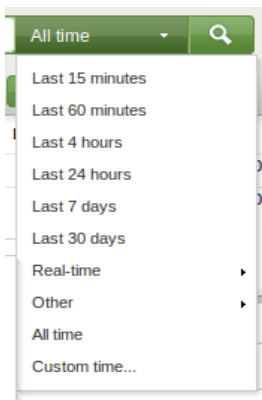 All time
Last 15 minutes
Last 60 minutes
Last 4 hours
Last 24 hours
Last 7 days
Last 30 days
Real-time
Other
All time
Custom time...